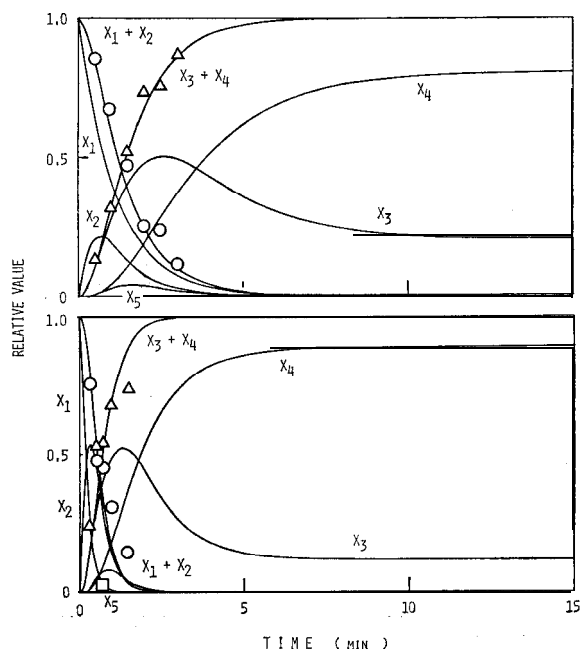 1.0
X1 + X2
X3 + X4
X4
0.5
X1
X2
X3
X5
0
RELATIVE VALUE
1.0
X3 + X4
X4
X1
0.5
X2
X3
X1 + X2
X5
0
0 5 10 15
TIME (MIN)